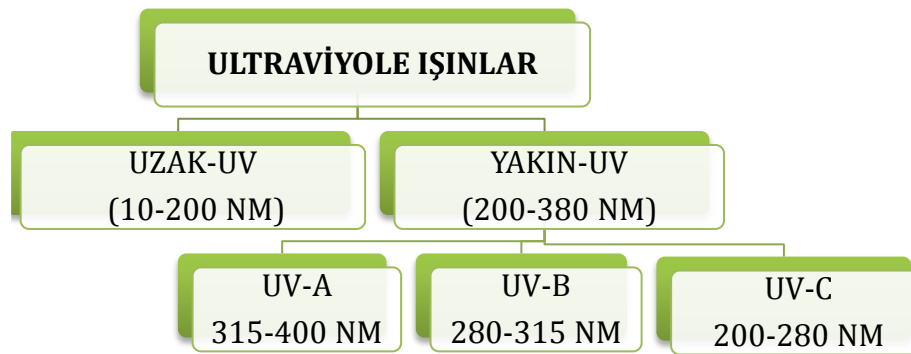 ULTRAVİYOLE IŞINLAR
UZAK-UV
(10-200 NM)
YAKIN-UV
(200-380 NM)
UV-A
315-400 NM
UV-B
280-315 NM
UV-C
200-280 NM